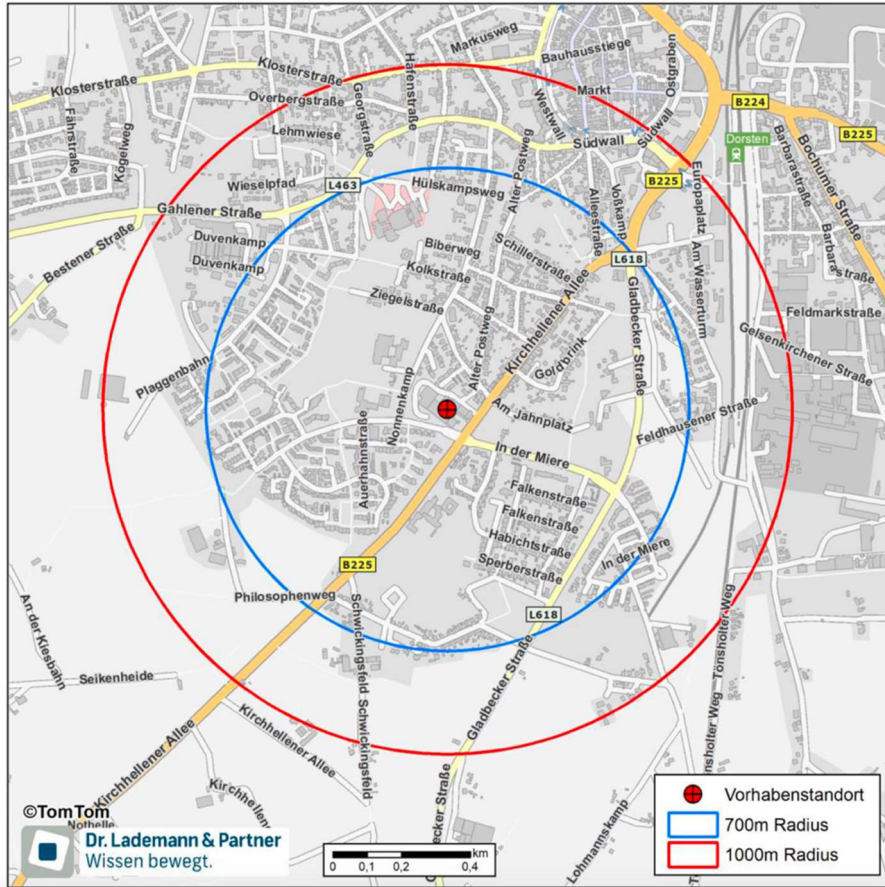 Markusweg
Bauhausstiege
Ostgraben
Klosterstraße
Klosterstraße
Hafenstraße
Markt
B224
Overbergstraße
Georgstraße
Westwall
Fährstraße
Kögelweg
Lehmwiese
Südwall
Südwall
Dorsten
B225
Alter Postweg
Barbarastraße
Bochumer Straße
Wieselpfad
L463
Hülskampsweg
B225
Europaplatz
Gahlener Straße
Alleestraße
Voßkamp
Bestener Straße
Duvenkamp
Duvenkamp
Biberweg
Schillerstraße
L618
Am Wasserturm
Barbarastraße
Kolkstraße
Ziegelstraße
Kirchhellener Allee
Gladbecker Straße
Feldmarkstraße
Alter Postweg
Gordbrink
Gelsenkirchener Straße
Plaggenbahn
Nonnenkamp
Am Jahnplatz
Feldhausener Straße
Auerhahnstraße
In der Miere
Falkenstraße
Falkenstraße
Habichtstraße
In der Miere
Sperberstraße
B225
Philosophenweg
L618
An der Kiesbahn
Schwickingsfeld
Schwickingsfeld
Gladbecker Straße
Tönsholter Weg
Seikenheide
Kirchhellener Allee
Kirchhellener Allee
Lohmannskamp
©TomTom
Nothelle
Dr. Lademann & Partner
Wissen bewegt.
km
0 0,1 0,2 0,4
Vorhabenstandort
700m Radius
1000m Radius